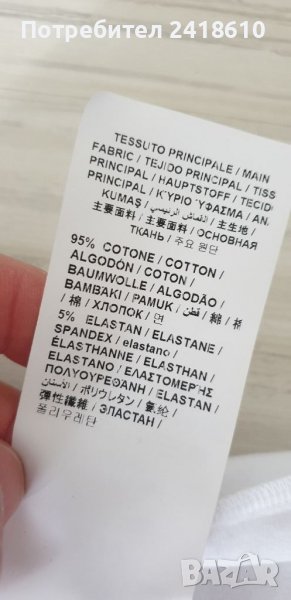 Потребител 2418610
TESSUTO PRINCIPALE / MAIN
FABRIC / TEJIDO PRINCIPAL / TISS
PRINCIPAL / HAUPTSTOFF / TECID
PRINCIPAL / ΚΥΡΙΟ ΎΦΑΣΜΑ / AN
KUMAŞ / القماش الرئيسي / 主生地 /
主要面料 / 主要面料 / ОСНОВНАЯ
ТКАНЬ / 주요 원단
95% COTONE / COTTON /
ALGODÓN / COTON /
BAUMWOLLE / ALGODÃO /
ΒΑΜΒΑΚΙ / PAMUK / قطن / 綿 / 棉
/ 棉 / ХЛОПОК / 면
5% ELASTAN / ELASTANE /
SPANDEX / elastano /
ÉLASTHANNE / ELASTHAN /
ELASTANO / ΕΛΑΣΤΟΜΕΡΗΣ
ΠΟΛΥΟΥΡΕΘΑΝΗ / ELASTAN /
الأستان / ポリウレタン / 氨纶 /
彈性纖維 / ЭЛАСТАН /
폴리우레탄
BAZAR